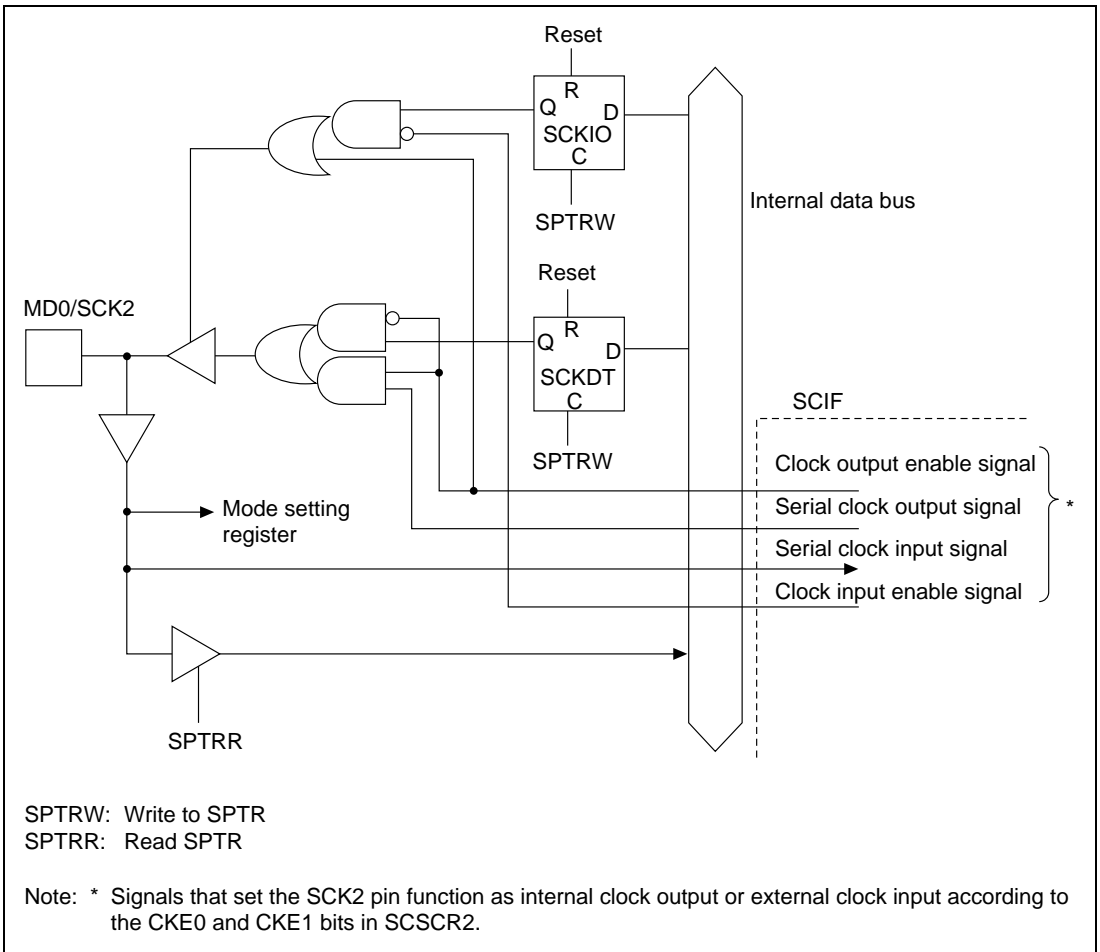 Reset
R
Q
D
SCKIO
C
Internal data bus
SPTRW
Reset
MD0/SCK2
R
Q
D
SCKDT
C
SCIF
SPTRW
Clock output enable signal
Serial clock output signal
*
Mode setting
register
Serial clock input signal
Clock input enable signal
SPTRR
SPTRW: Write to SPTR
SPTRR: Read SPTR
Note: * Signals that set the SCK2 pin function as internal clock output or external clock input according to
the CKE0 and CKE1 bits in SCSCR2.